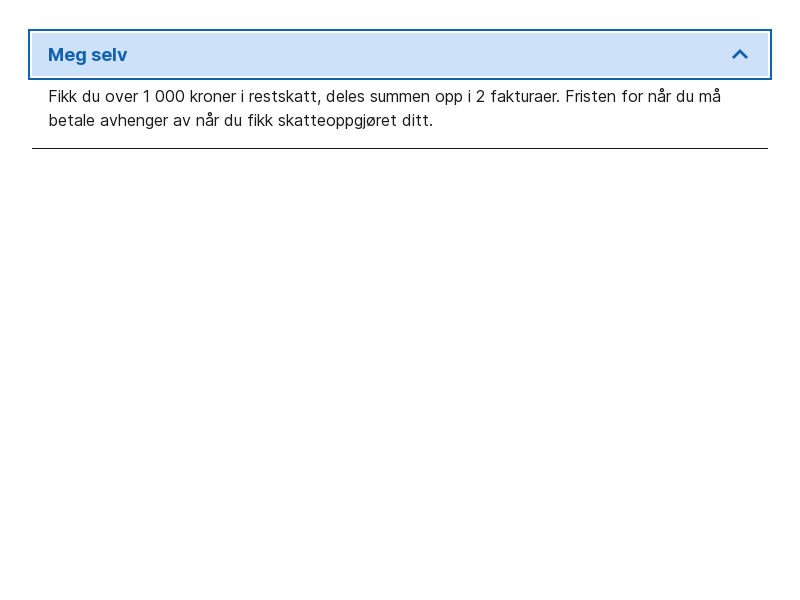 Meg selv
Fikk du over 1 000 kroner i restskatt, deles summen opp i 2 fakturaer. Fristen for når du må
betale avhenger av når du fikk skatteoppgjøret ditt.